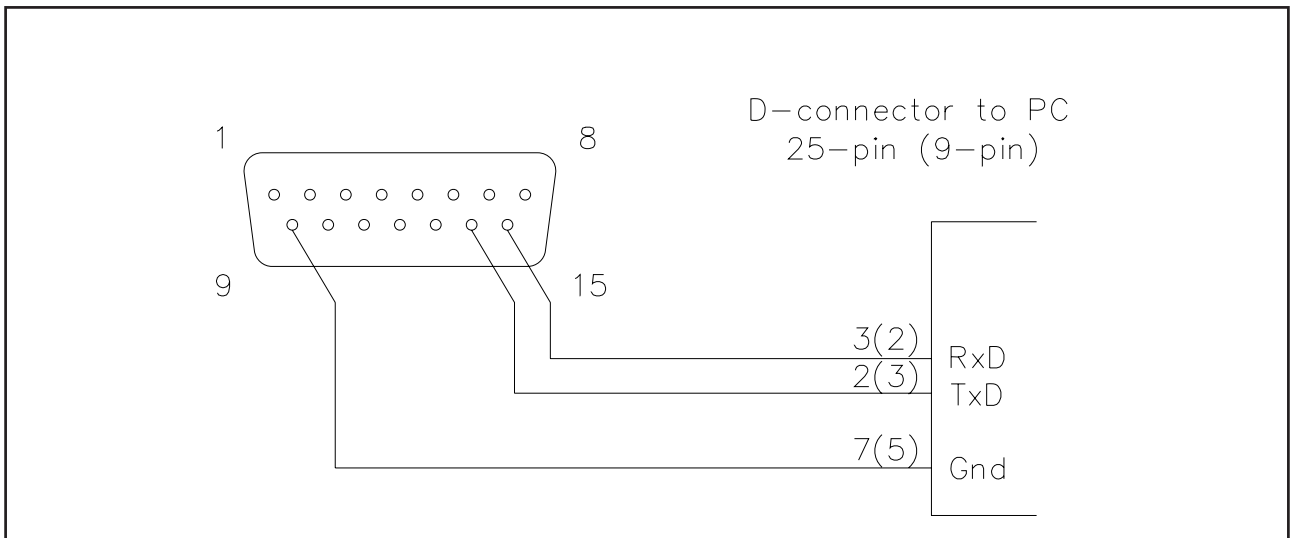 D-connector to PC
25-pin (9-pin)
1
8
9
15
3(2)
RxD
2(3)
TxD
7(5)
Gnd